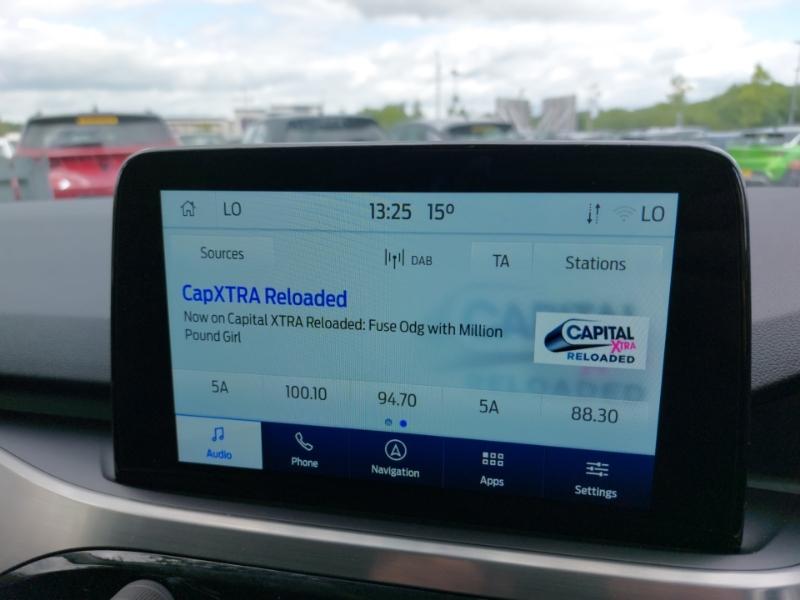 LO 13:25 15º LO
Sources DAB TA Stations
CapXTRA Reloaded
Now on Capital XTRA Reloaded: Fuse Odg with Million
Pound Girl
CAPITAL
XTRA
RELOADED
5A 100.10 94.70 5A 88.30
Audio Phone Navigation Apps Settings